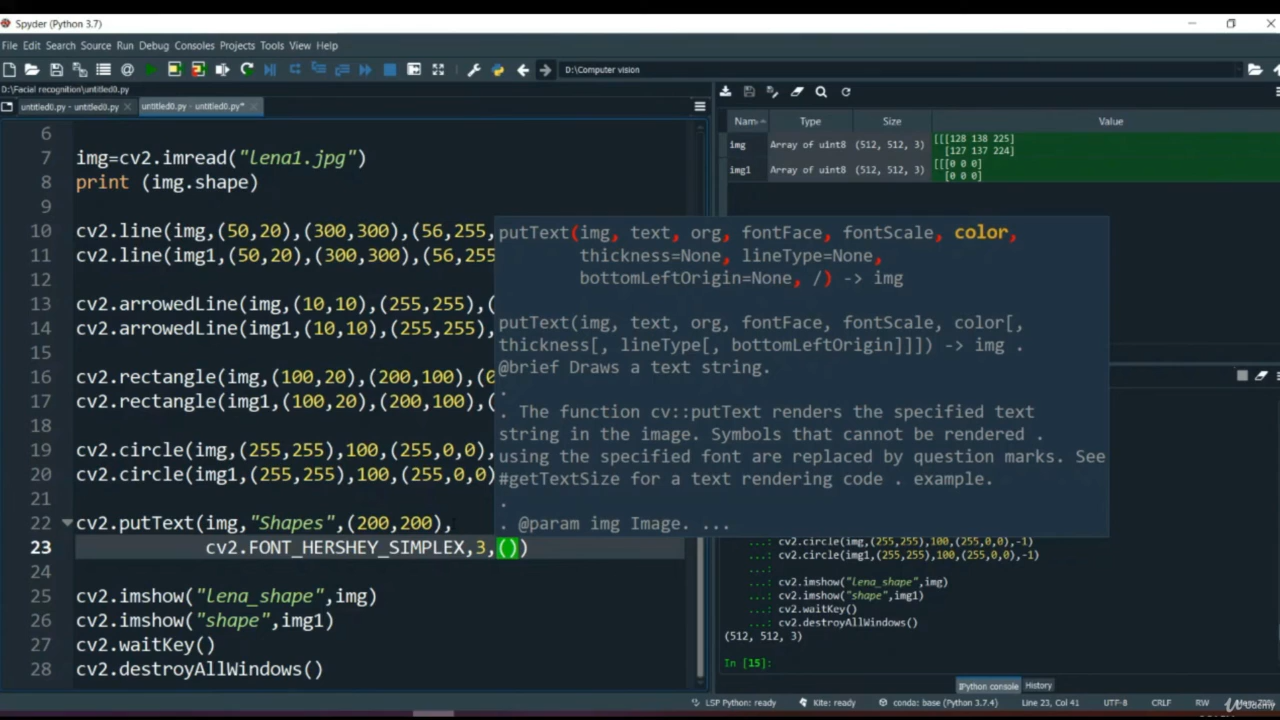 Spyder (Python 3.7)
File Edit Search Source Run Debug Consoles Projects Tools View Help
D:\Computer vision
D:\Facial recognition\untitled0.py
untitled0.py - untitled0.py
untitled0.py - untitled0.py*
6
7 img=cv2.imread("lena1.jpg")
8 print (img.shape)
9
10 cv2.line(img,(50,20),(300,300),(56,255,
11 cv2.line(img1,(50,20),(300,300),(56,255
12
13 cv2.arrowedLine(img,(10,10),(255,255),(
14 cv2.arrowedLine(img1,(10,10),(255,255),
15
16 cv2.rectangle(img,(100,20),(200,100),(0
17 cv2.rectangle(img1,(100,20),(200,100),(
18
19 cv2.circle(img,(255,255),100,(255,0,0),
20 cv2.circle(img1,(255,255),100,(255,0,0)
21
22 cv2.putText(img,"Shapes",(200,200),
23 cv2.FONT_HERSHEY_SIMPLEX,3,())
24
25 cv2.imshow("lena_shape",img)
26 cv2.imshow("shape",img1)
27 cv2.waitKey()
28 cv2.destroyAllWindows()
putText(img, text, org, fontFace, fontScale, color,
thickness=None, lineType=None,
bottomLeftOrigin=None, /) -> img
putText(img, text, org, fontFace, fontScale, color[,
thickness[, lineType[, bottomLeftOrigin]]]) -> img .
@brief Draws a text string.
.
. The function cv::putText renders the specified text
string in the image. Symbols that cannot be rendered .
using the specified font are replaced by question marks. See
#getTextSize for a text rendering code . example.
.
. @param img Image. ...
Nam Type Size Value
img Array of uint8 (512, 512, 3) [[[128 138 225]
[127 137 224]
img1 Array of uint8 (512, 512, 3) [[[0 0 0]
[0 0 0]
...: cv2.circle(img,(255,255),100,(255,0,0),-1)
...: cv2.circle(img1,(255,255),100,(255,0,0),-1)
...:
...: cv2.imshow("lena_shape",img)
...: cv2.imshow("shape",img1)
...: cv2.waitKey()
...: cv2.destroyAllWindows()
(512, 512, 3)
In [15]:
IPython console History
LSP Python: ready Kite: ready conda: base (Python 3.7.4) Line 23, Col 41 UTF-8 CRLF RW
Udemy